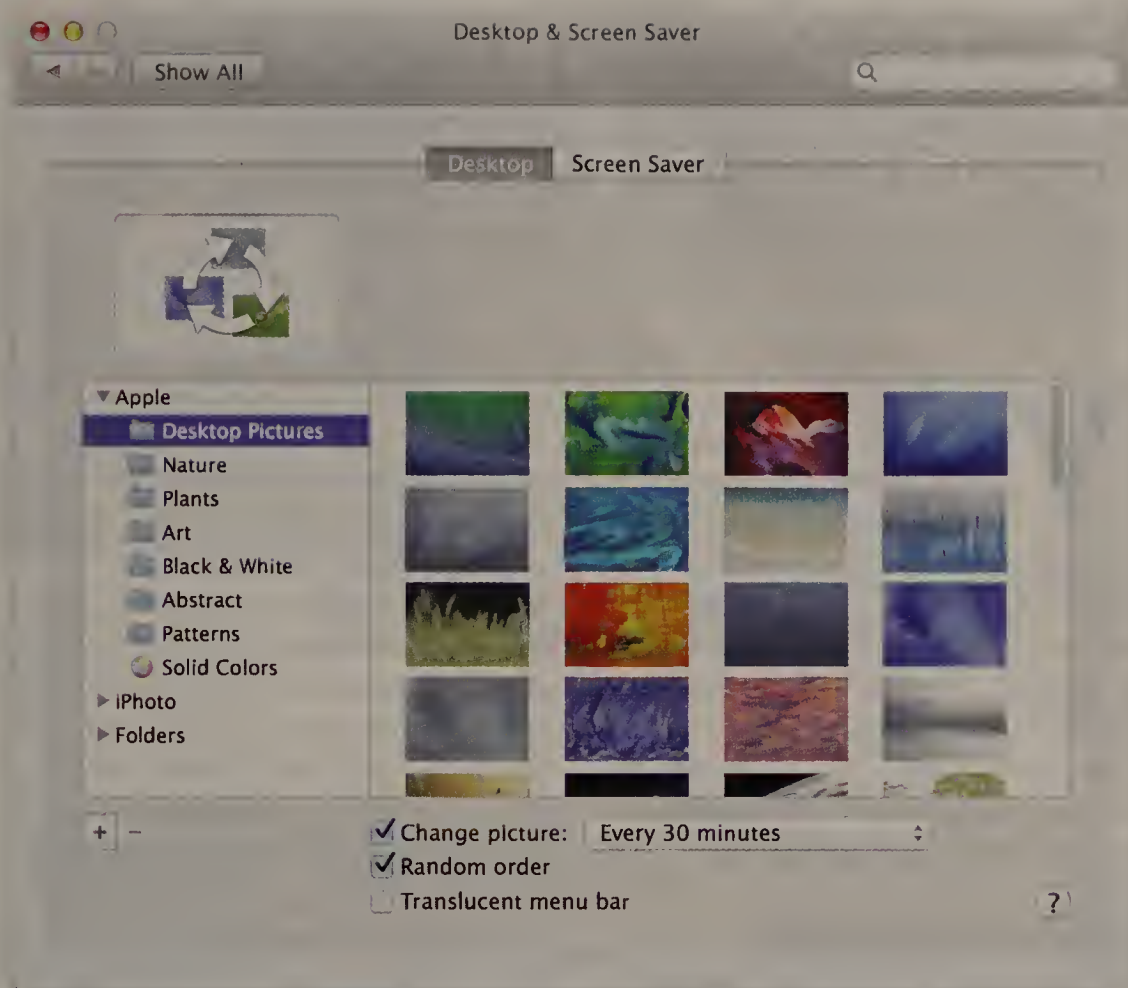 Desktop & Screen Saver
Show All
Desktop Screen Saver
Apple
Desktop Pictures
Nature
Plants
Art
Black & White
Abstract
Patterns
Solid Colors
iPhoto
Folders
+ −
Change picture: Every 30 minutes
Random order
Translucent menu bar
?